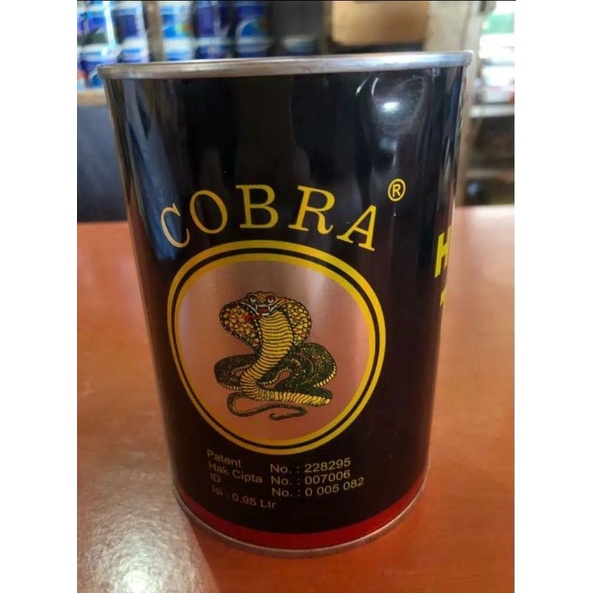 COBRA®
Patent No. : 228295
Hak Cipta No. : 007006
ID No. : 0 005 082
Isi : 0,95 Ltr